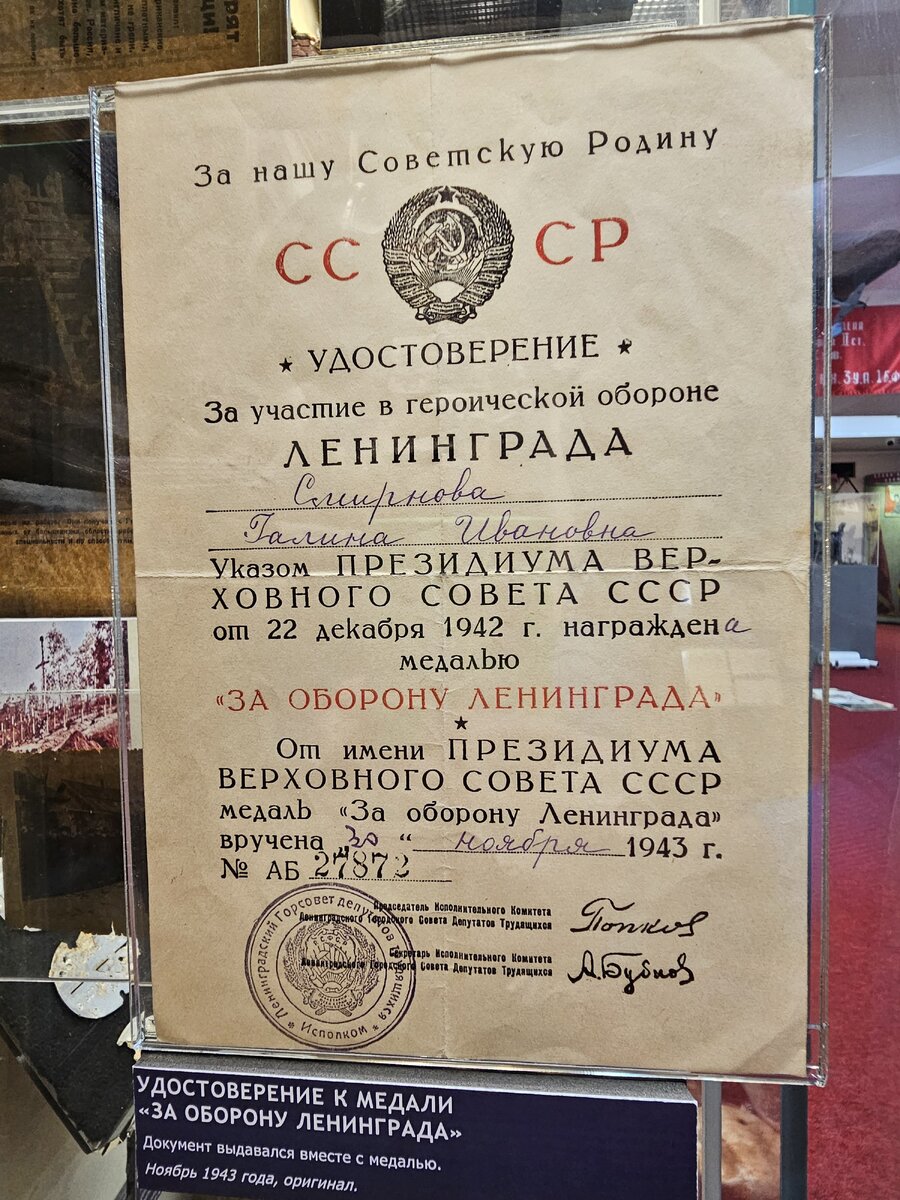 За нашу Советскую Родину
СССР
★ УДОСТОВЕРЕНИЕ ★
За участие в героической обороне
ЛЕНИНГРАДА
Смирнова
Галина Ивановна
Указом ПРЕЗИДИУМА ВЕР-
ХОВНОГО СОВЕТА СССР
от 22 декабря 1942 г. награждена
медалью
«ЗА ОБОРОНУ ЛЕНИНГРАДА»
★
От имени ПРЕЗИДИУМА
ВЕРХОВНОГО СОВЕТА СССР
медаль «За оборону Ленинграда»
вручена „30“ ноября 1943 г.
№ АБ 27872
Председатель Исполнительного Комитета
Ленинградского Городского Совета Депутатов Трудящихся
Попков
Секретарь Исполнительного Комитета
Ленинградского Городского Совета Депутатов Трудящихся
А.Бубнов
Ленинградский Горсовет депутатов Трудящихся
★ Исполком ★
УДОСТОВЕРЕНИЕ К МЕДАЛИ
«ЗА ОБОРОНУ ЛЕНИНГРАДА»
Документ выдавался вместе с медалью.
Ноябрь 1943 года, оригинал.